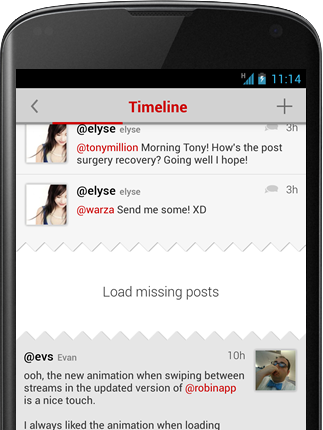 H 11:14
Timeline
@elyse elyse 3h
@tonymillion Morning Tony! How's the post
surgery recovery? Going well I hope!
@elyse elyse 3h
@warza Send me some! XD
Load missing posts
@evs Evan 10h
ooh, the new animation when swiping between
streams in the updated version of @robinapp
is a nice touch.
I always liked the animation when loading